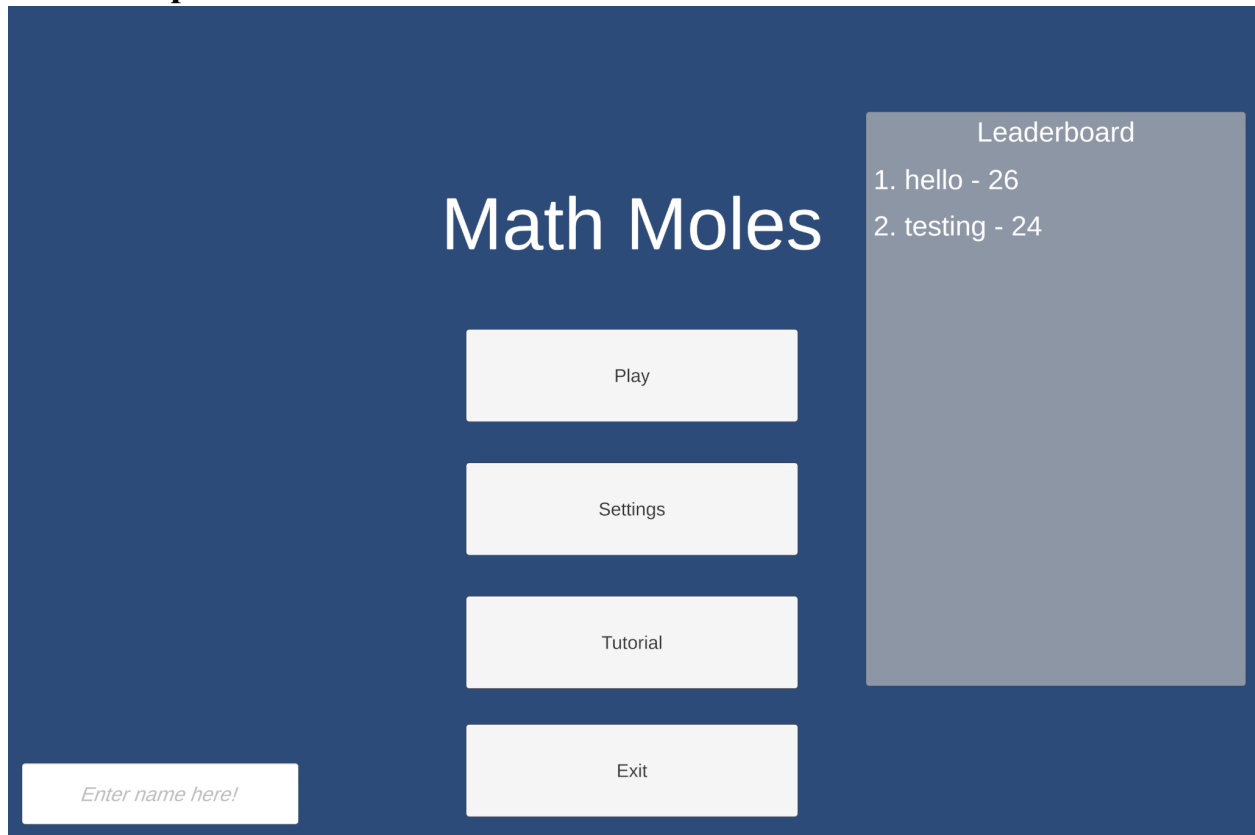 Math Moles
Play
Settings
Tutorial
Exit
Leaderboard
1. hello - 26
2. testing - 24
Enter name here!